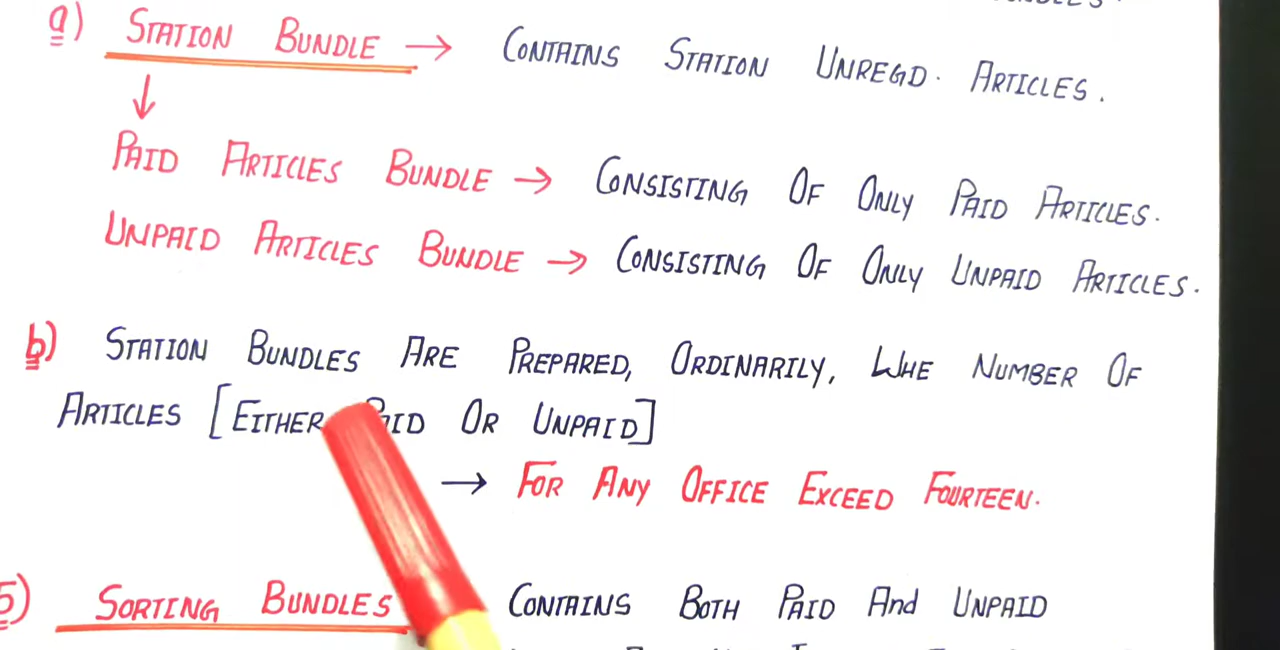 a) STATION BUNDLE → CONTAINS STATION UNREGD. ARTICLES.
↓
PAID ARTICLES BUNDLE → CONSISTING OF ONLY PAID ARTICLES.
UNPAID ARTICLES BUNDLE → CONSISTING OF ONLY UNPAID ARTICLES.
b) STATION BUNDLES ARE PREPARED, ORDINARILY, WHE NUMBER OF
ARTICLES [EITHER PAID OR UNPAID]
→ FOR ANY OFFICE EXCEED FOURTEEN.
5) SORTING BUNDLES CONTAINS BOTH PAID And UNPAID